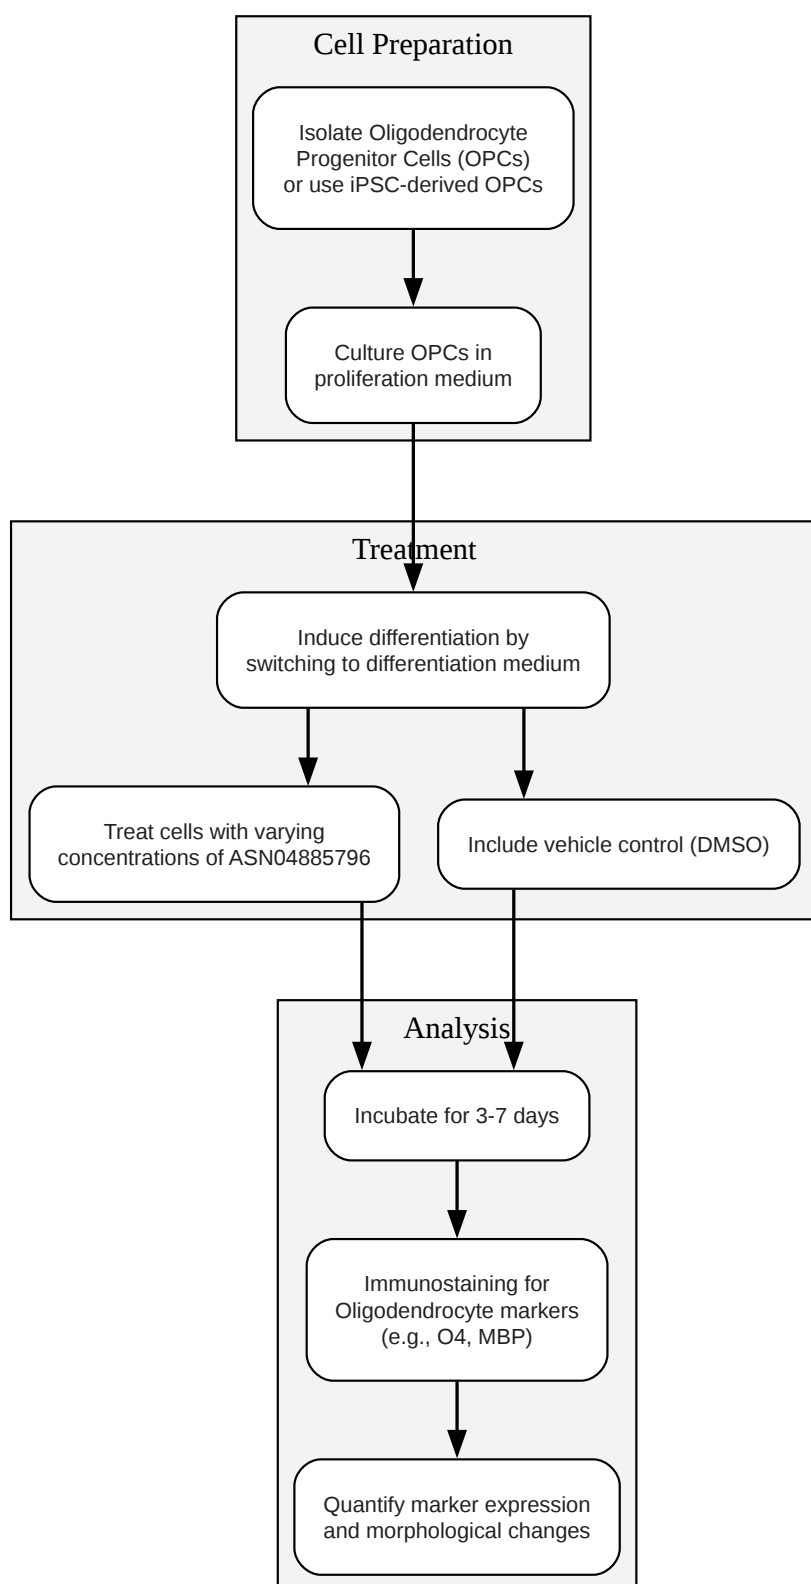 Cell Preparation
Isolate Oligodendrocyte
Progenitor Cells (OPCs)
or use iPSC-derived OPCs
Culture OPCs in
proliferation medium
Treatment
Induce differentiation by
switching to differentiation medium
Treat cells with varying
concentrations of ASN04885796
Include vehicle control (DMSO)
Analysis
Incubate for 3-7 days
Immunostaining for
Oligodendrocyte markers
(e.g., O4, MBP)
Quantify marker expression
and morphological changes